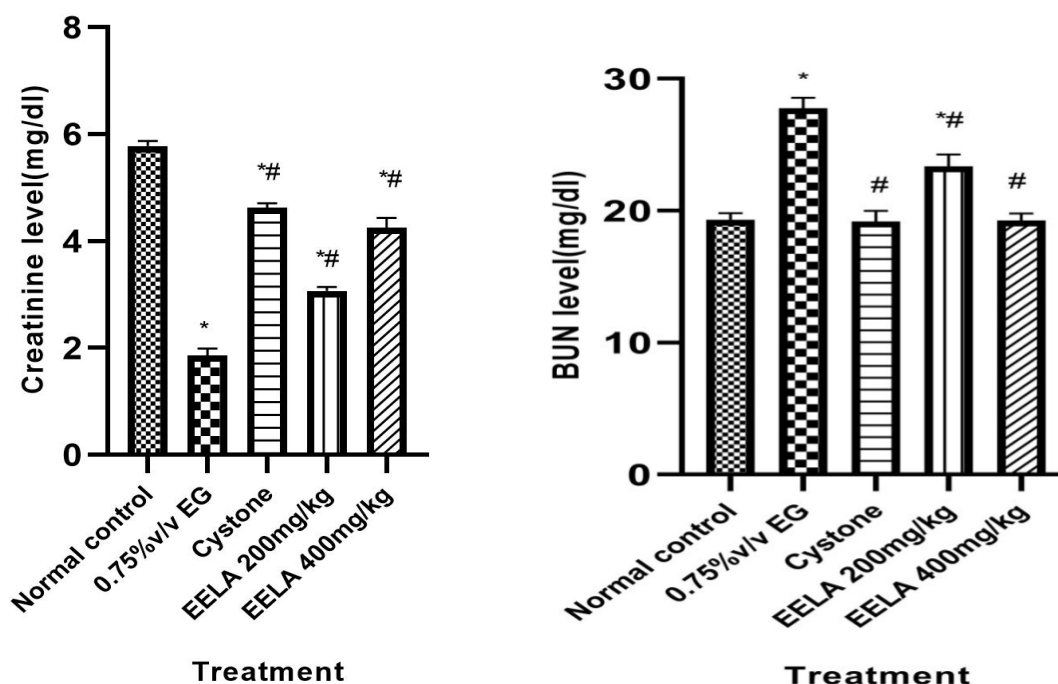 Creatinine level(mg/dl)
8
6
4
2
0
*
*#
*#
*#
Normal control
0.75%v/v EG
Cystone
EELA 200mg/kg
EELA 400mg/kg
Treatment
BUN level(mg/dl)
30
20
10
0
*
#
*#
#
Normal control
0.75%v/v EG
Cystone
EELA 200mg/kg
EELA 400mg/kg
Treatment